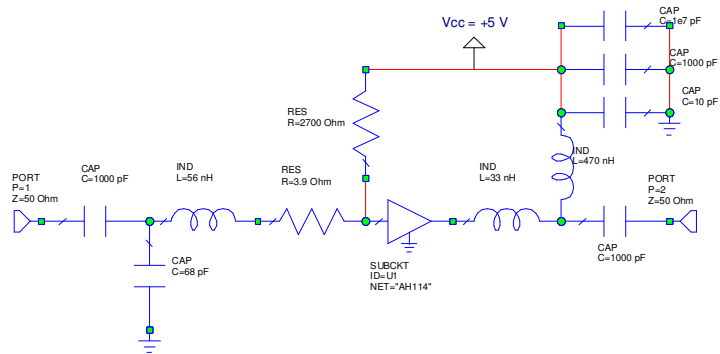 Vcc = +5 V
CAP
C=1e7 pF
CAP
C=1000 pF
CAP
C=10 pF
RES
R=2700 Ohm
IND
L=470 nH
PORT
P=1
Z=50 Ohm
CAP
C=1000 pF
IND
L=56 nH
RES
R=3.9 Ohm
IND
L=33 nH
PORT
P=2
Z=50 Ohm
CAP
C=68 pF
SUBCKT
ID=U1
NET="AH114"
CAP
C=1000 pF